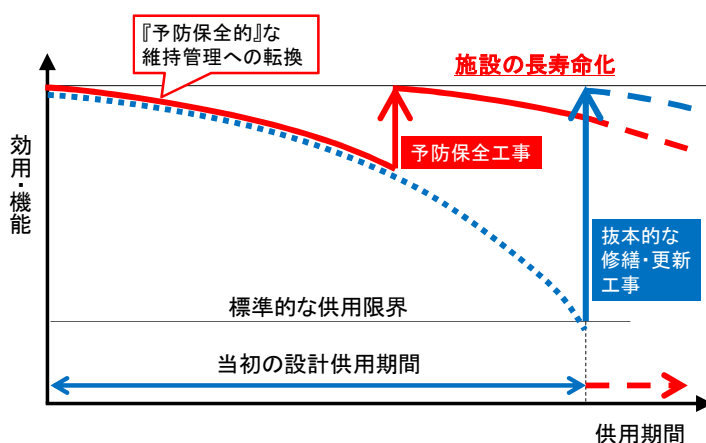 『予防保全的』な
維持管理への転換
施設の長寿命化
効用・機能
予防保全工事
抜本的な
修繕・更新
工事
標準的な供用限界
当初の設計供用期間
供用期間